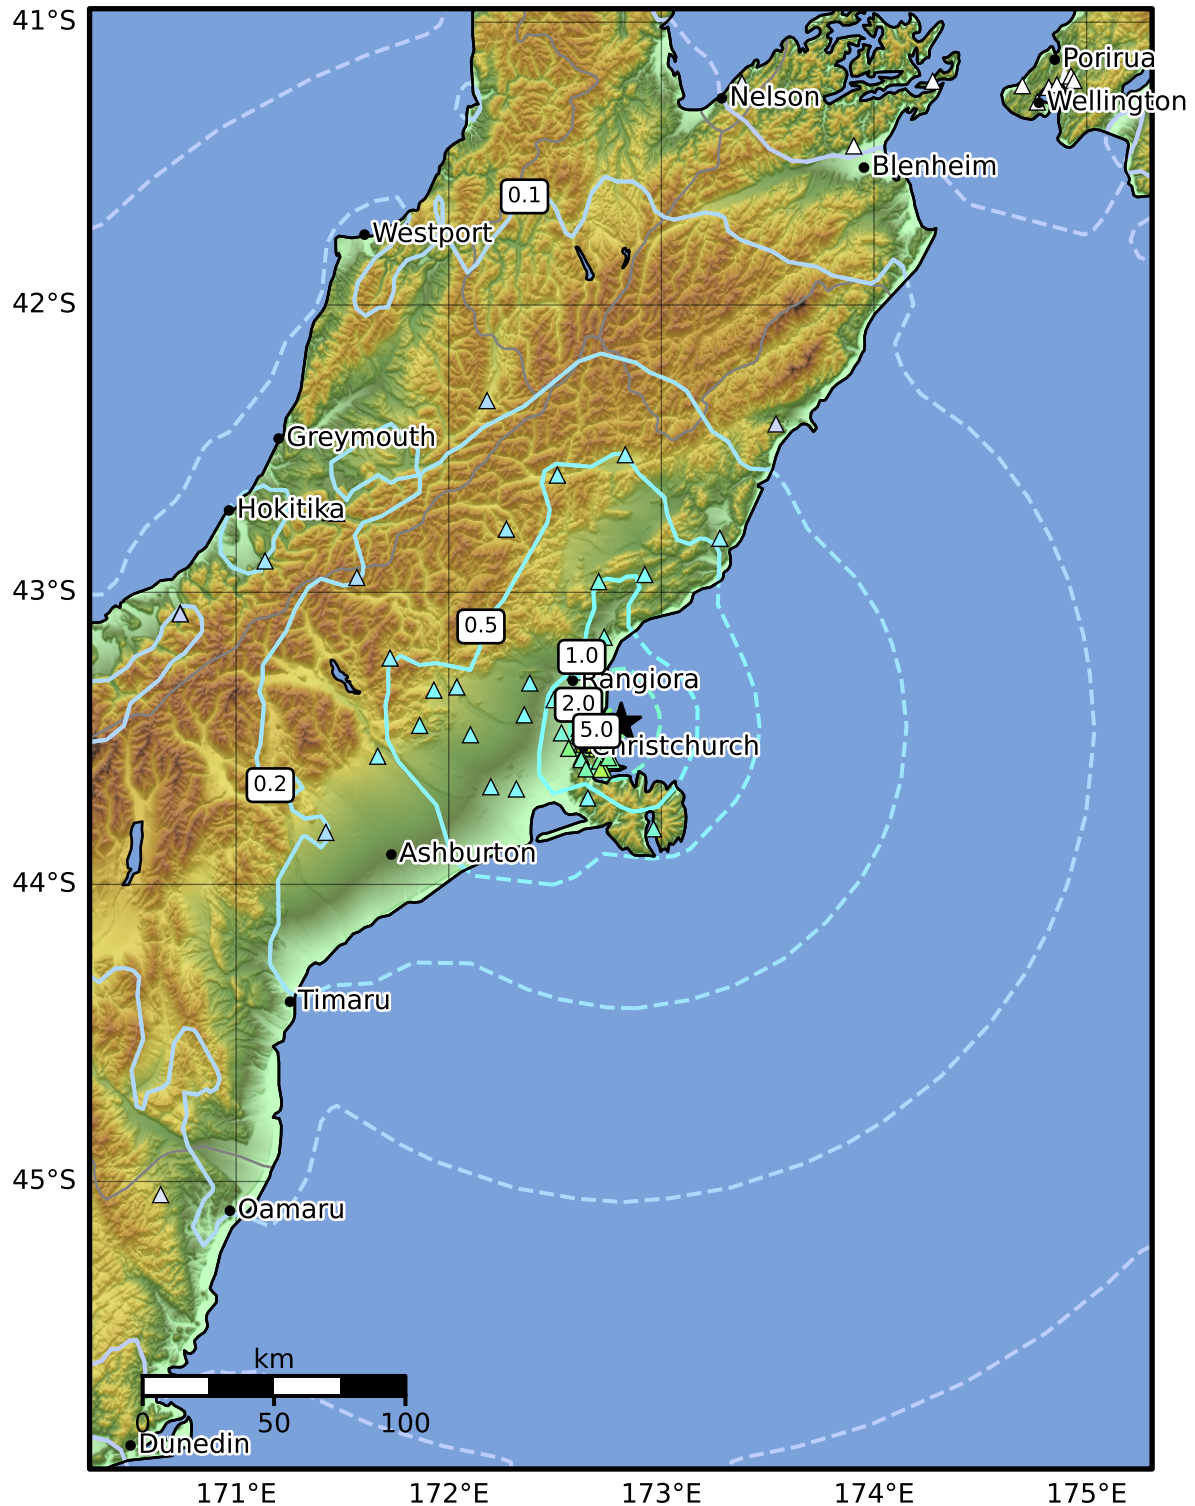 41°S
Porirua
Nelson
Wellington
Blenheim
0.1
Westport
42°S
Greymouth
Hokitika
43°S
0.5
1.0
Rangiora
2.0
5.0
Christchurch
0.2
Ashburton
44°S
Timaru
45°S
Oamaru
km
0 50 100
Dunedin
171°E 172°E 173°E 174°E 175°E